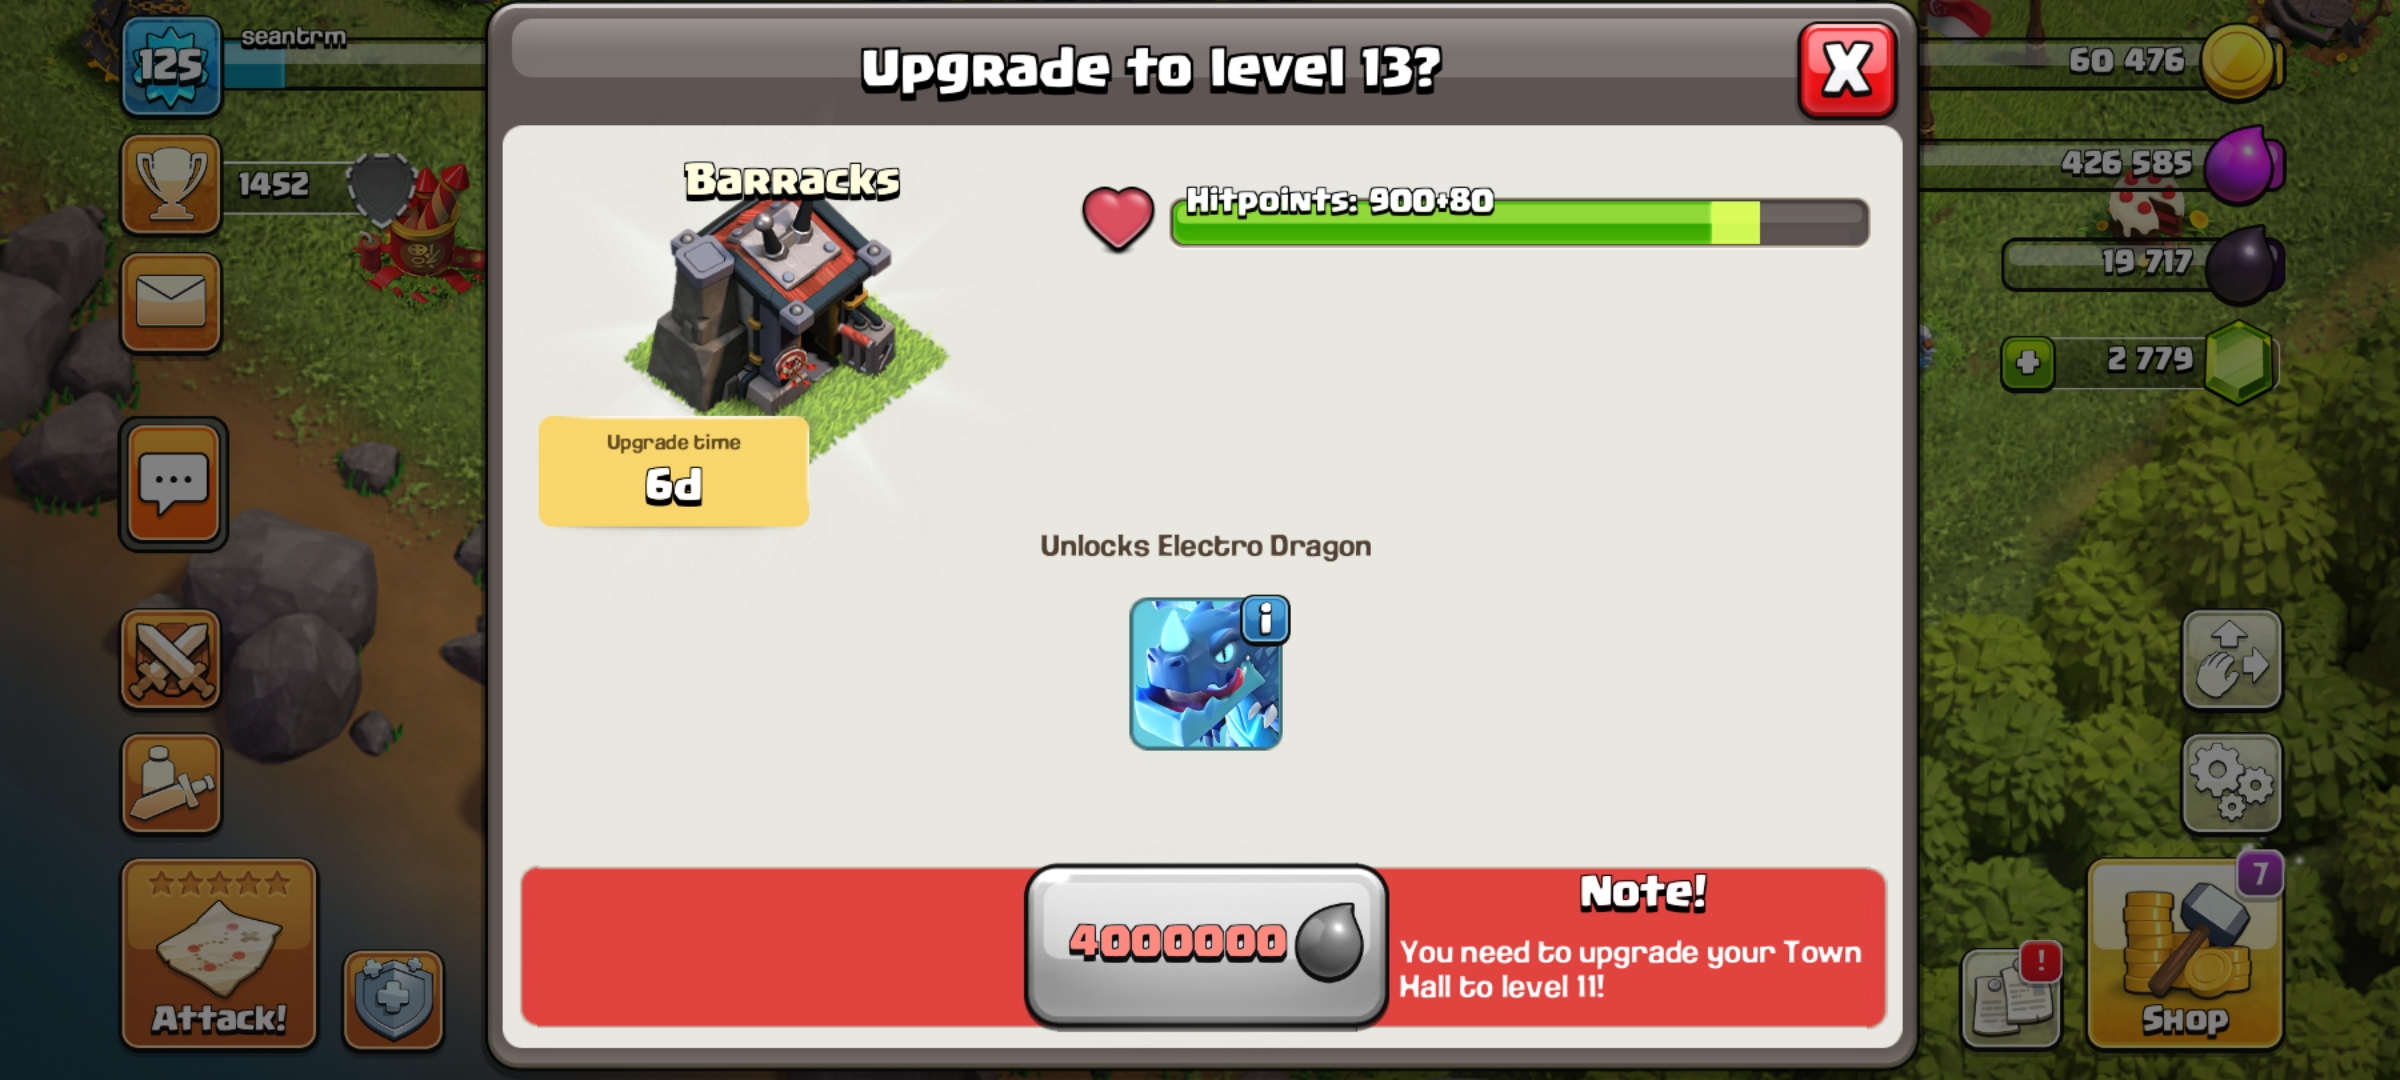 125
seantrm
Upgrade to level 13?
X
60 476
1452
Barracks
Hitpoints: 900+80
426 585
19 717
2 779
Upgrade time
6d
Unlocks Electro Dragon
i
Attack!
4000000
Note!
You need to upgrade your Town
Hall to level 11!
!
7
Shop